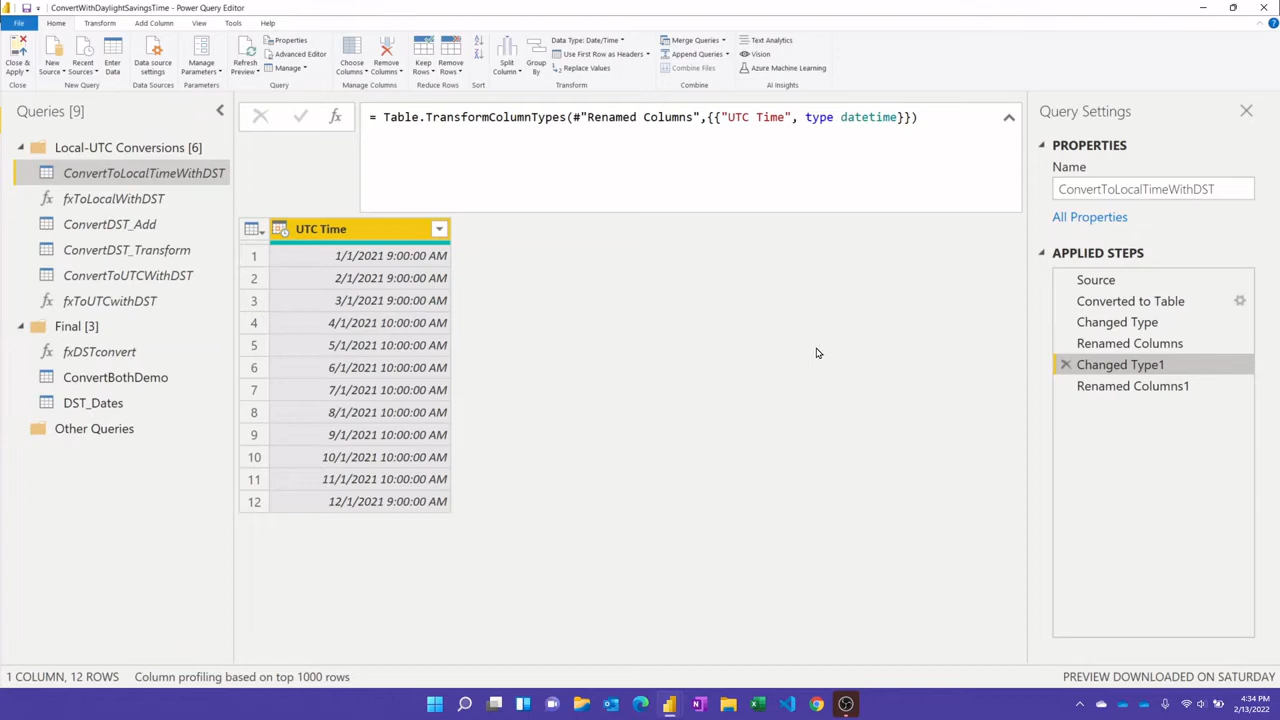 ConvertWithDaylightSavingsTime - Power Query Editor
File Home Transform Add Column View Tools Help
Close & Apply
New Source
Recent Sources
Enter Data
Data source settings
Manage Parameters
Refresh Preview
Properties
Advanced Editor
Manage
Choose Columns
Remove Columns
Keep Rows
Remove Rows
Split Column
Group By
Data Type: Date/Time
Use First Row as Headers
Replace Values
Merge Queries
Append Queries
Combine Files
Text Analytics
Vision
Azure Machine Learning
Close New Query Data Sources Parameters Query Manage Columns Reduce Rows Sort Transform Combine AI Insights
Queries [9]
Local-UTC Conversions [6]
ConvertToLocalTimeWithDST
fx fxToLocalWithDST
ConvertDST_Add
ConvertDST_Transform
ConvertToUTCWithDST
fx fxToUTCwithDST
Final [3]
fx fxDSTconvert
ConvertBothDemo
DST_Dates
Other Queries
fx = Table.TransformColumnTypes(#"Renamed Columns",{{"UTC Time", type datetime}})
UTC Time
1 1/1/2021 9:00:00 AM
2 2/1/2021 9:00:00 AM
3 3/1/2021 9:00:00 AM
4 4/1/2021 10:00:00 AM
5 5/1/2021 10:00:00 AM
6 6/1/2021 10:00:00 AM
7 7/1/2021 10:00:00 AM
8 8/1/2021 10:00:00 AM
9 9/1/2021 10:00:00 AM
10 10/1/2021 10:00:00 AM
11 11/1/2021 10:00:00 AM
12 12/1/2021 9:00:00 AM
Query Settings
PROPERTIES
Name
ConvertToLocalTimeWithDST
All Properties
APPLIED STEPS
Source
Converted to Table
Changed Type
Renamed Columns
Changed Type1
Renamed Columns1
1 COLUMN, 12 ROWS Column profiling based on top 1000 rows
PREVIEW DOWNLOADED ON SATURDAY
4:34 PM
2/13/2022